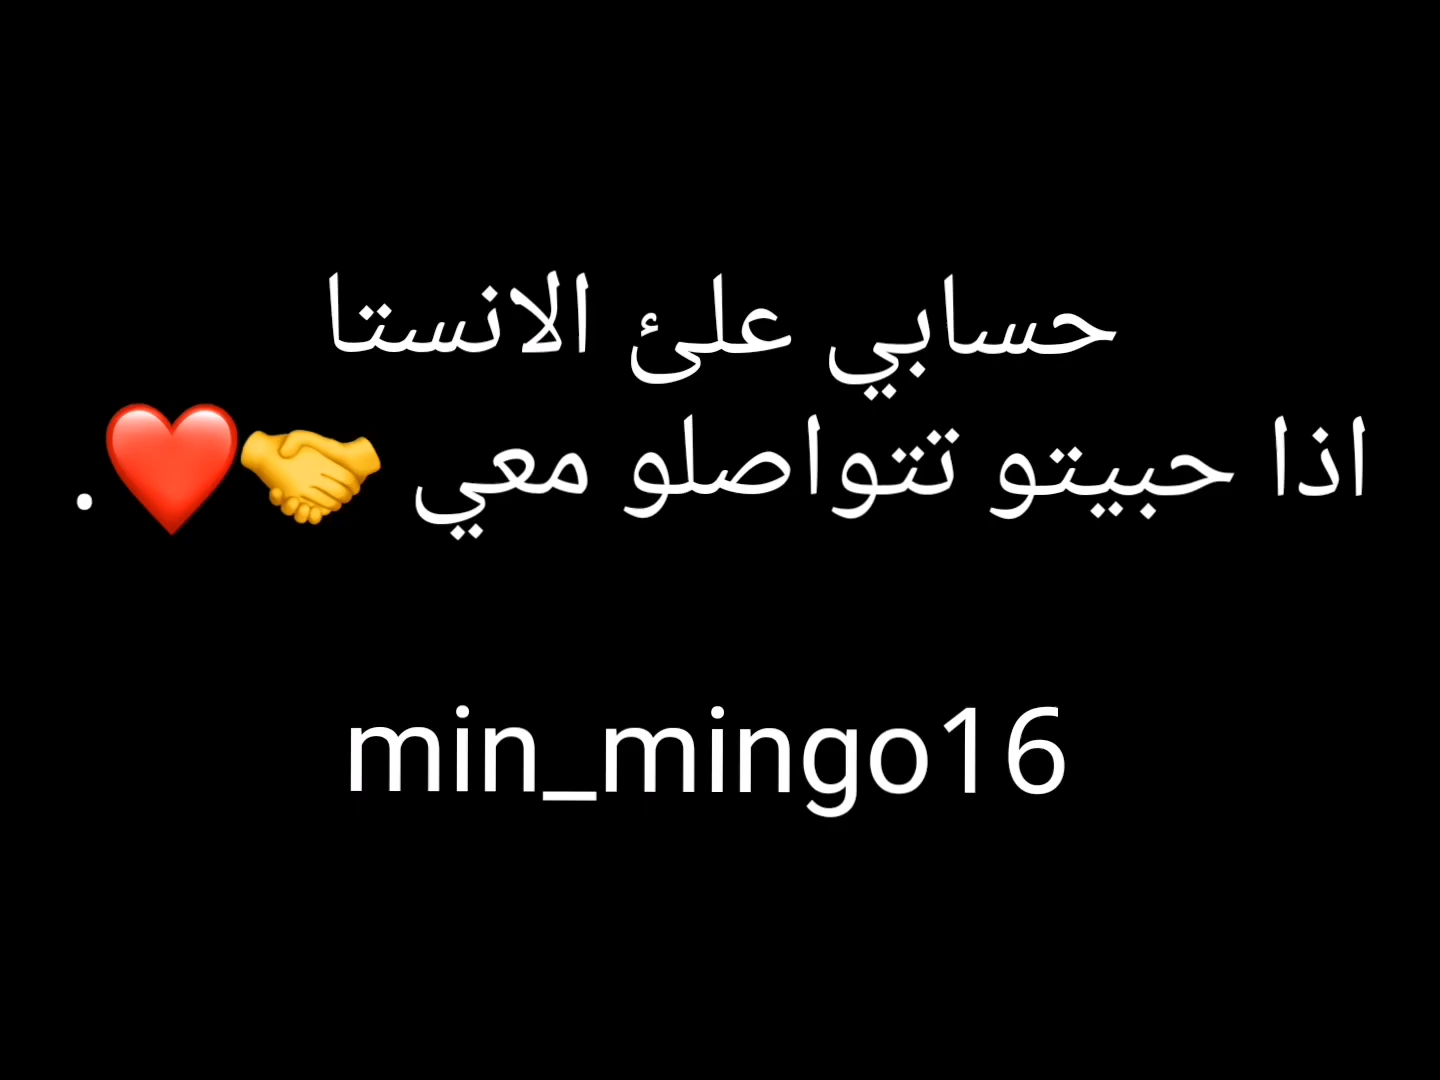 حسابي علئ الانستا
اذا حبيتو تتواصلو معي 🤝❤️.
min_mingo16